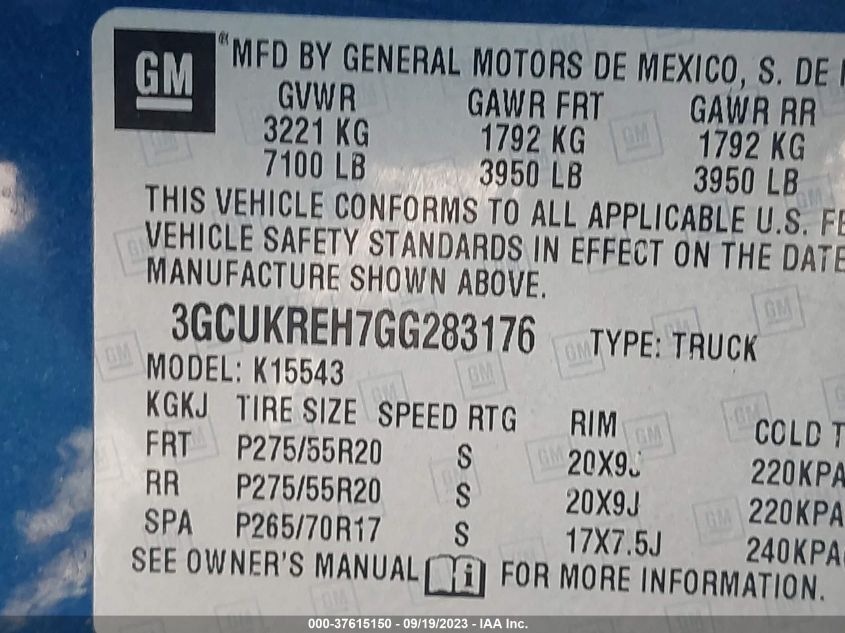 GM
® MFD BY GENERAL MOTORS DE MEXICO, S. DE
GVWR GAWR FRT GAWR RR
3221 KG 1792 KG 1792 KG
7100 LB 3950 LB 3950 LB
THIS VEHICLE CONFORMS TO ALL APPLICABLE U.S. FE
VEHICLE SAFETY STANDARDS IN EFFECT ON THE DATE
MANUFACTURE SHOWN ABOVE.
3GCUKREH7GG283176 TYPE: TRUCK
MODEL: K15543
KGKJ TIRE SIZE SPEED RTG RIM COLD T
FRT P275/55R20 S 20X9J 220KPA
RR P275/55R20 S 20X9J 220KPA
SPA P265/70R17 S 17X7.5J 240KPA
SEE OWNER'S MANUAL i FOR MORE INFORMATION.
000-37615150 - 09/19/2023 - IAA Inc.